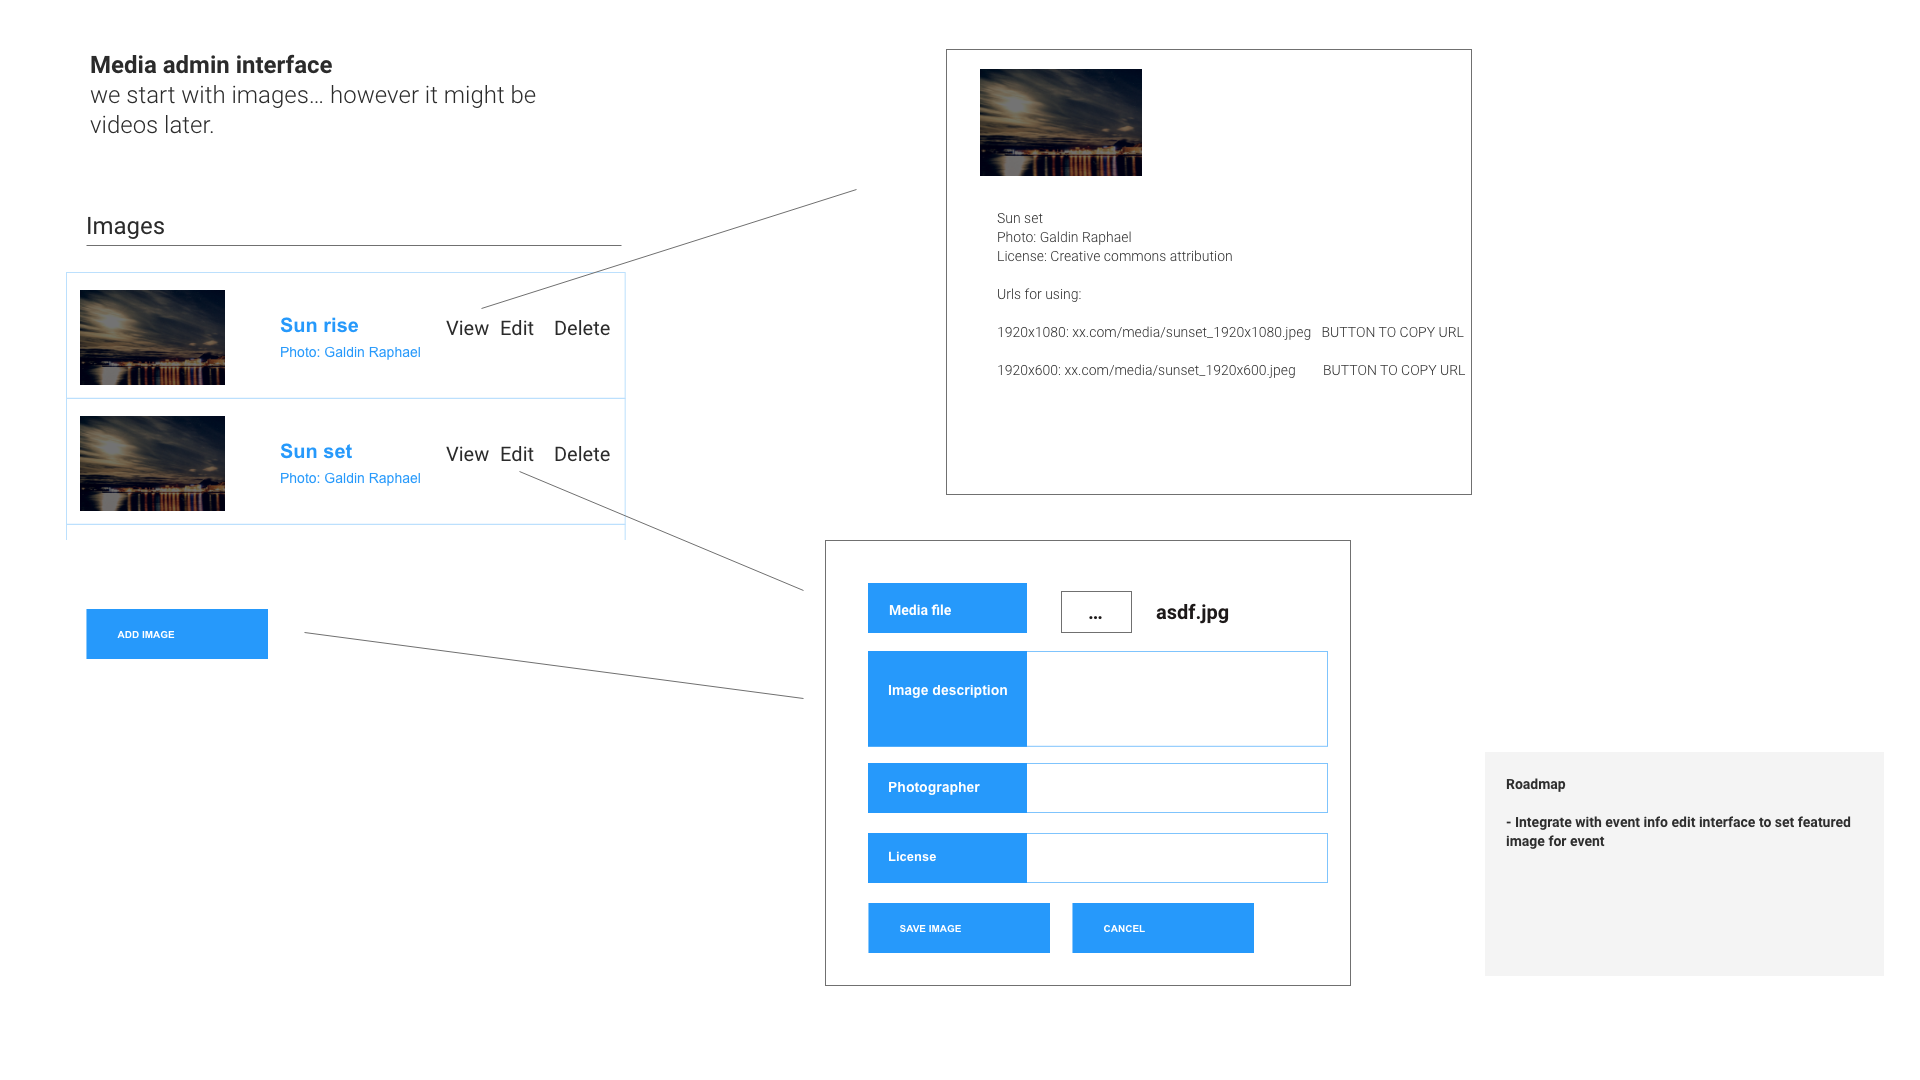 Media admin interface
we start with images... however it might be
videos later.
Images
Sun rise
Photo: Galdin Raphael
View Edit Delete
Sun set
Photo: Galdin Raphael
View Edit Delete
ADD IMAGE
Sun set
Photo: Galdin Raphael
License: Creative commons attribution
Urls for using:
1920x1080: xx.com/media/sunset_1920x1080.jpeg BUTTON TO COPY URL
1920x600: xx.com/media/sunset_1920x600.jpeg BUTTON TO COPY URL
Media file ... asdf.jpg
Image description
Photographer
License
SAVE IMAGE CANCEL
Roadmap
- Integrate with event info edit interface to set featured
image for event